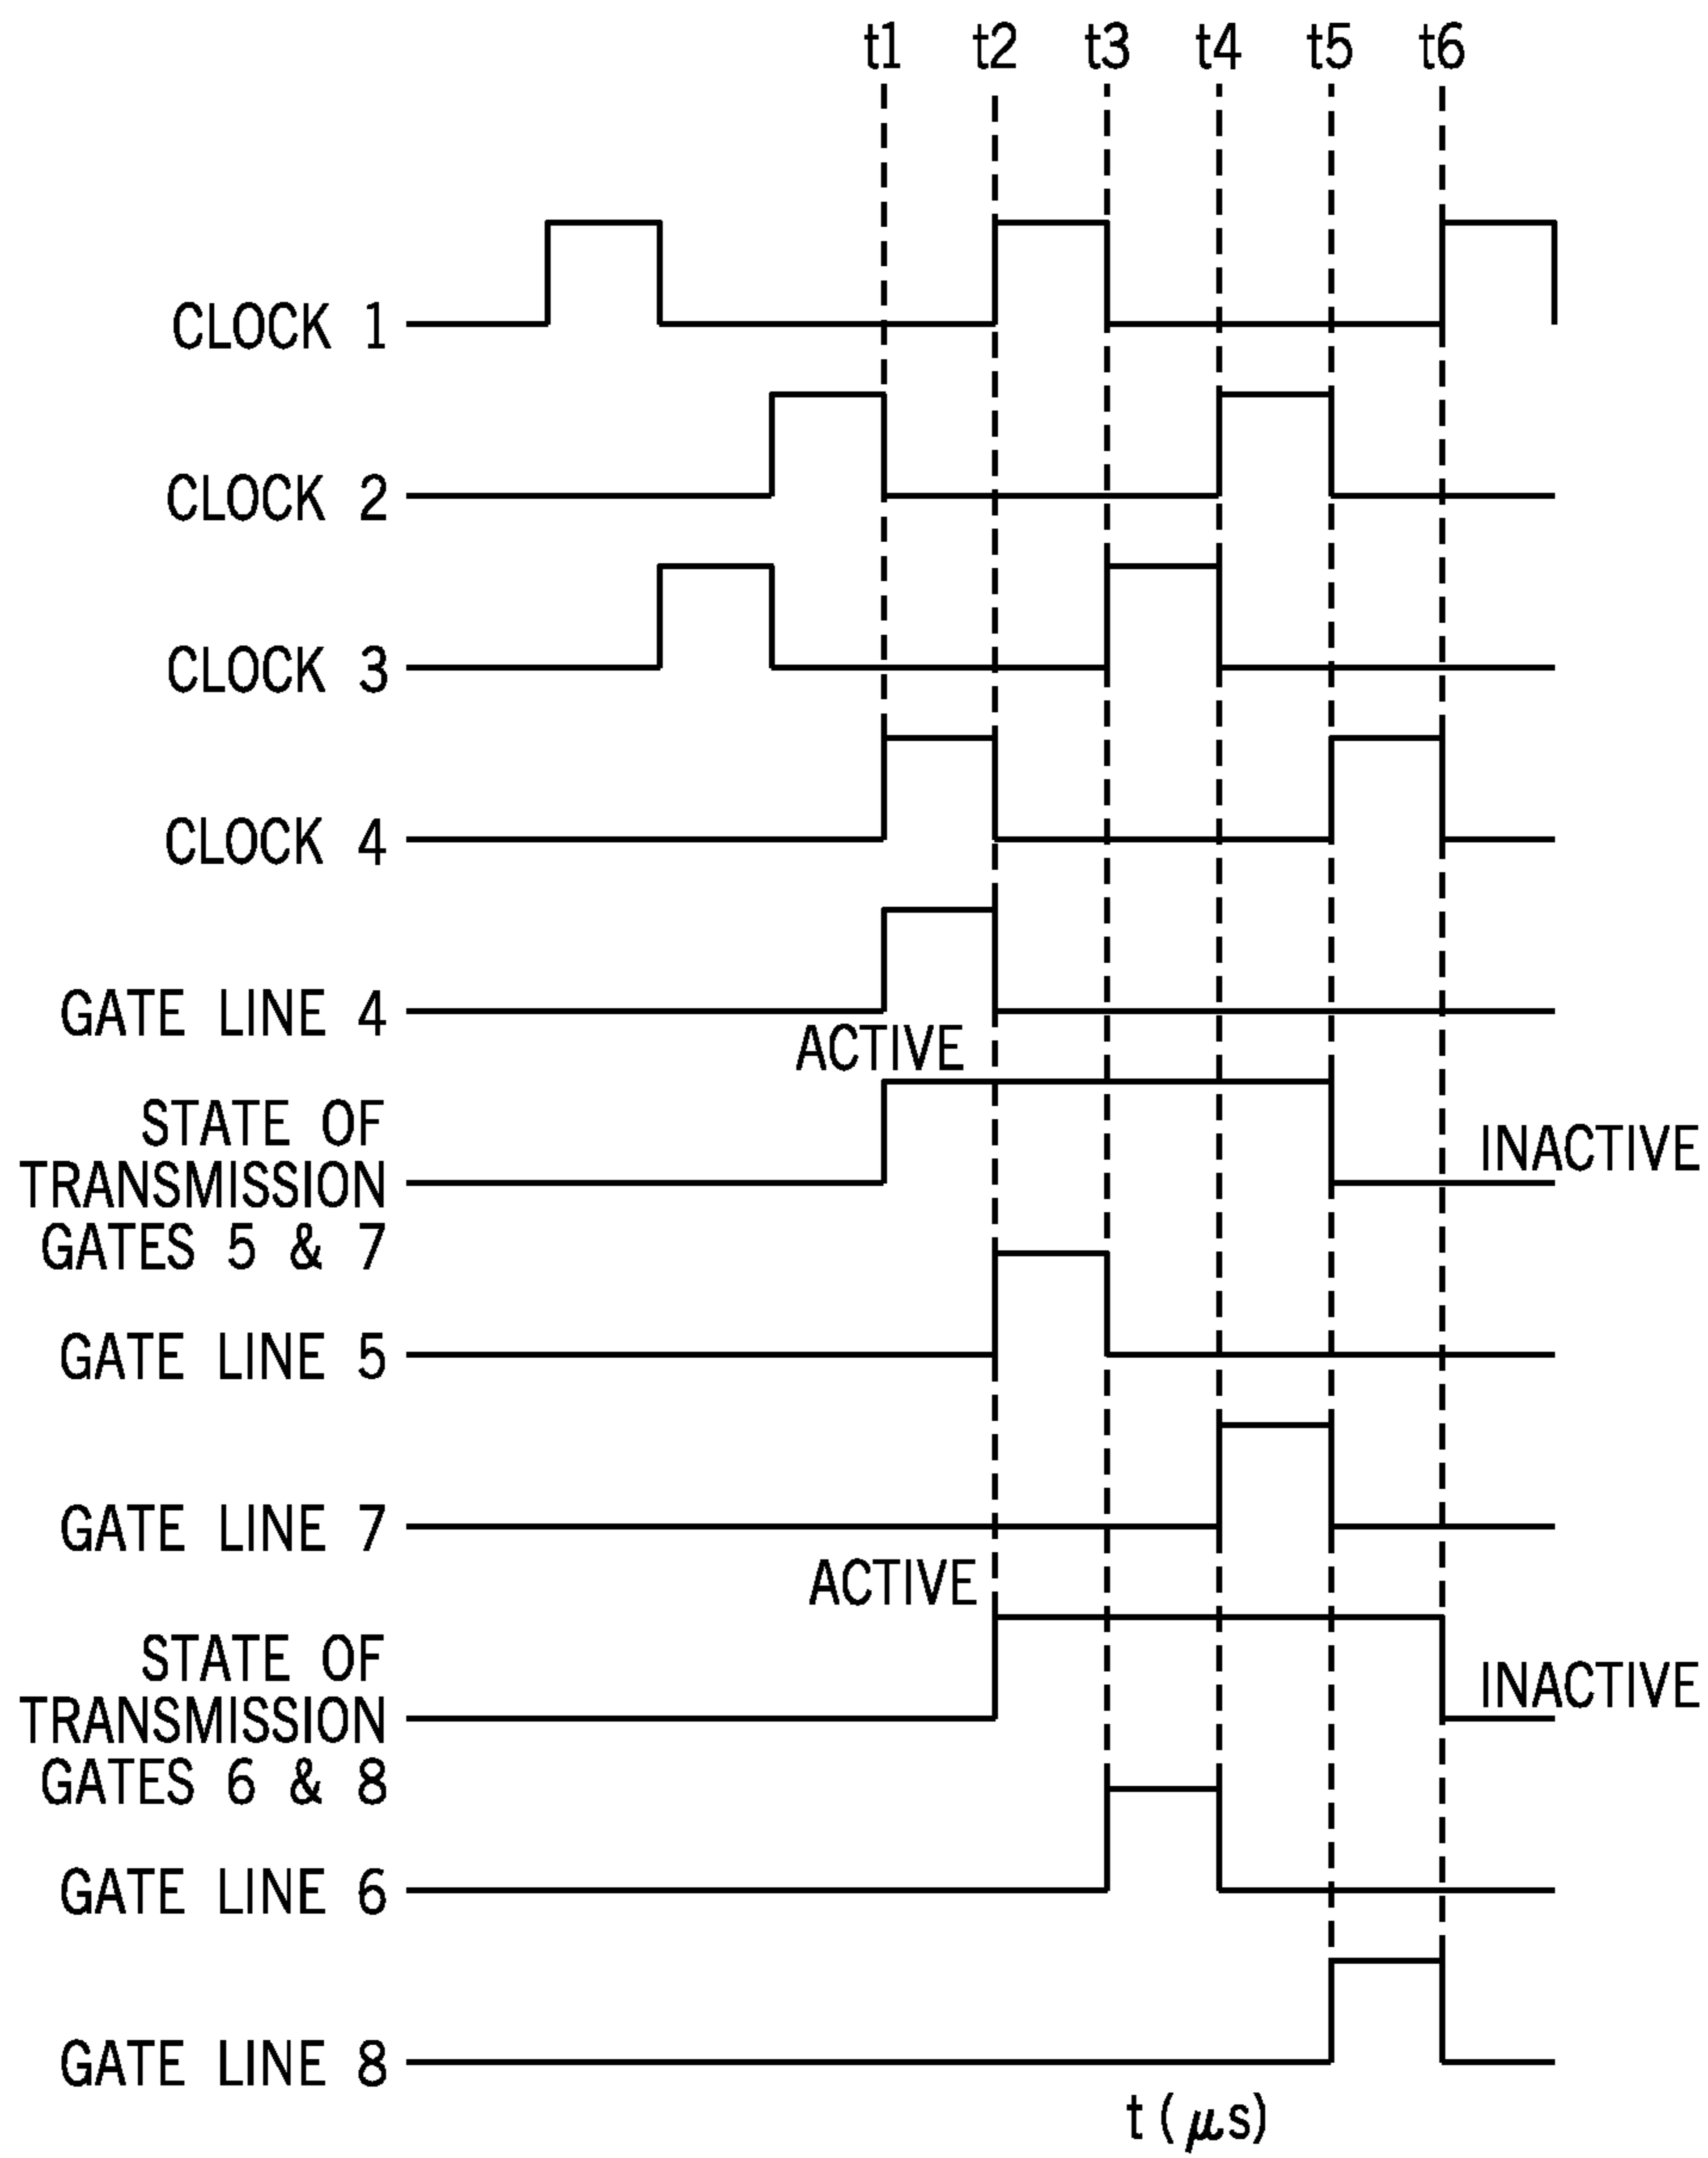 t1 t2 t3 t4 t5 t6
CLOCK 1
CLOCK 2
CLOCK 3
CLOCK 4
GATE LINE 4
ACTIVE
STATE OF
TRANSMISSION
GATES 5 & 7
INACTIVE
GATE LINE 5
GATE LINE 7
ACTIVE
STATE OF
TRANSMISSION
GATES 6 & 8
INACTIVE
GATE LINE 6
GATE LINE 8
t (μs)